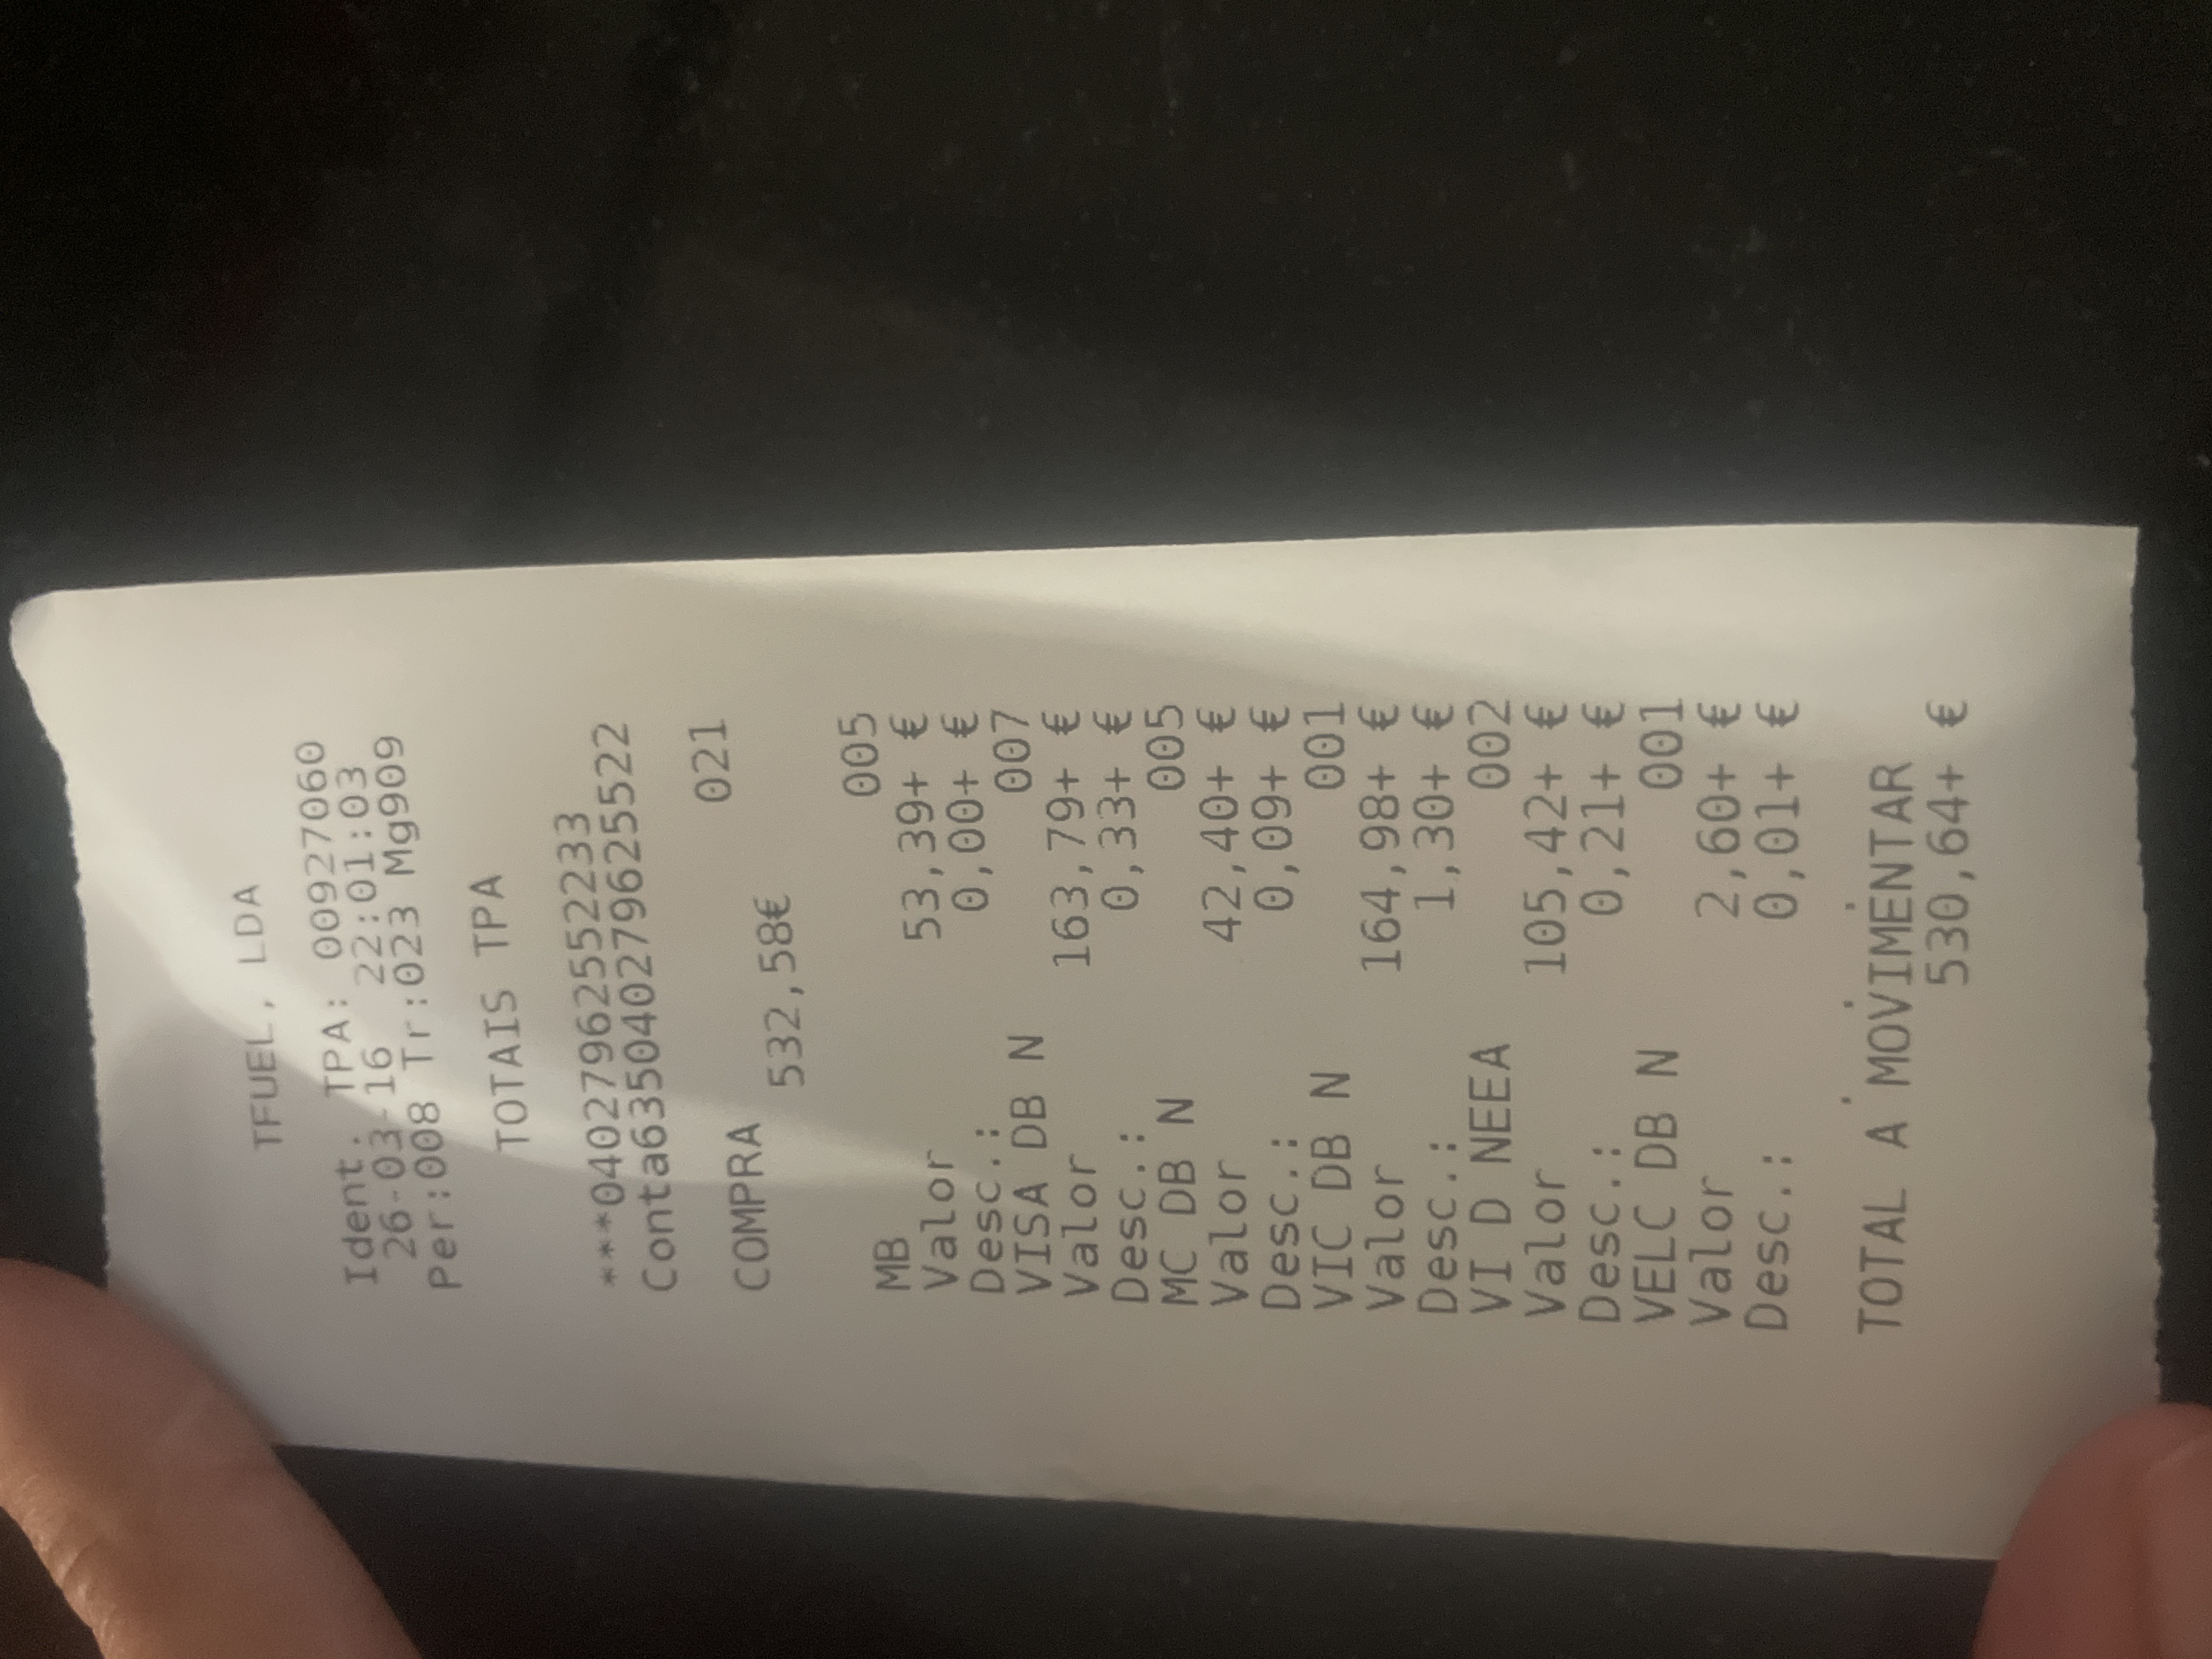 TFUEL, LDA
Ident. TPA: 00927060
26-03-16 22:01:03
Per:008 Tr:023 Mg909
TOTAIS TPA
***04027962552233
Conta63504027962552​2
COMPRA 021
532,58€
MB 005
Valor 53,39+ €
Desc.: 0,00+ €
VISA DB N 007
Valor 163,79+ €
Desc.: 0,33+ €
MC DB N 005
Valor 42,40+ €
Desc.: 0,09+ €
VIC DB N 001
Valor 164,98+ €
Desc.: 1,30+ €
VI D NEEA 002
Valor 105,42+ €
Desc.: 0,21+ €
VELC DB N 001
Valor 2,60+ €
Desc.: 0,01+ €
TOTAL A MOVIMENTAR
530,64+ €